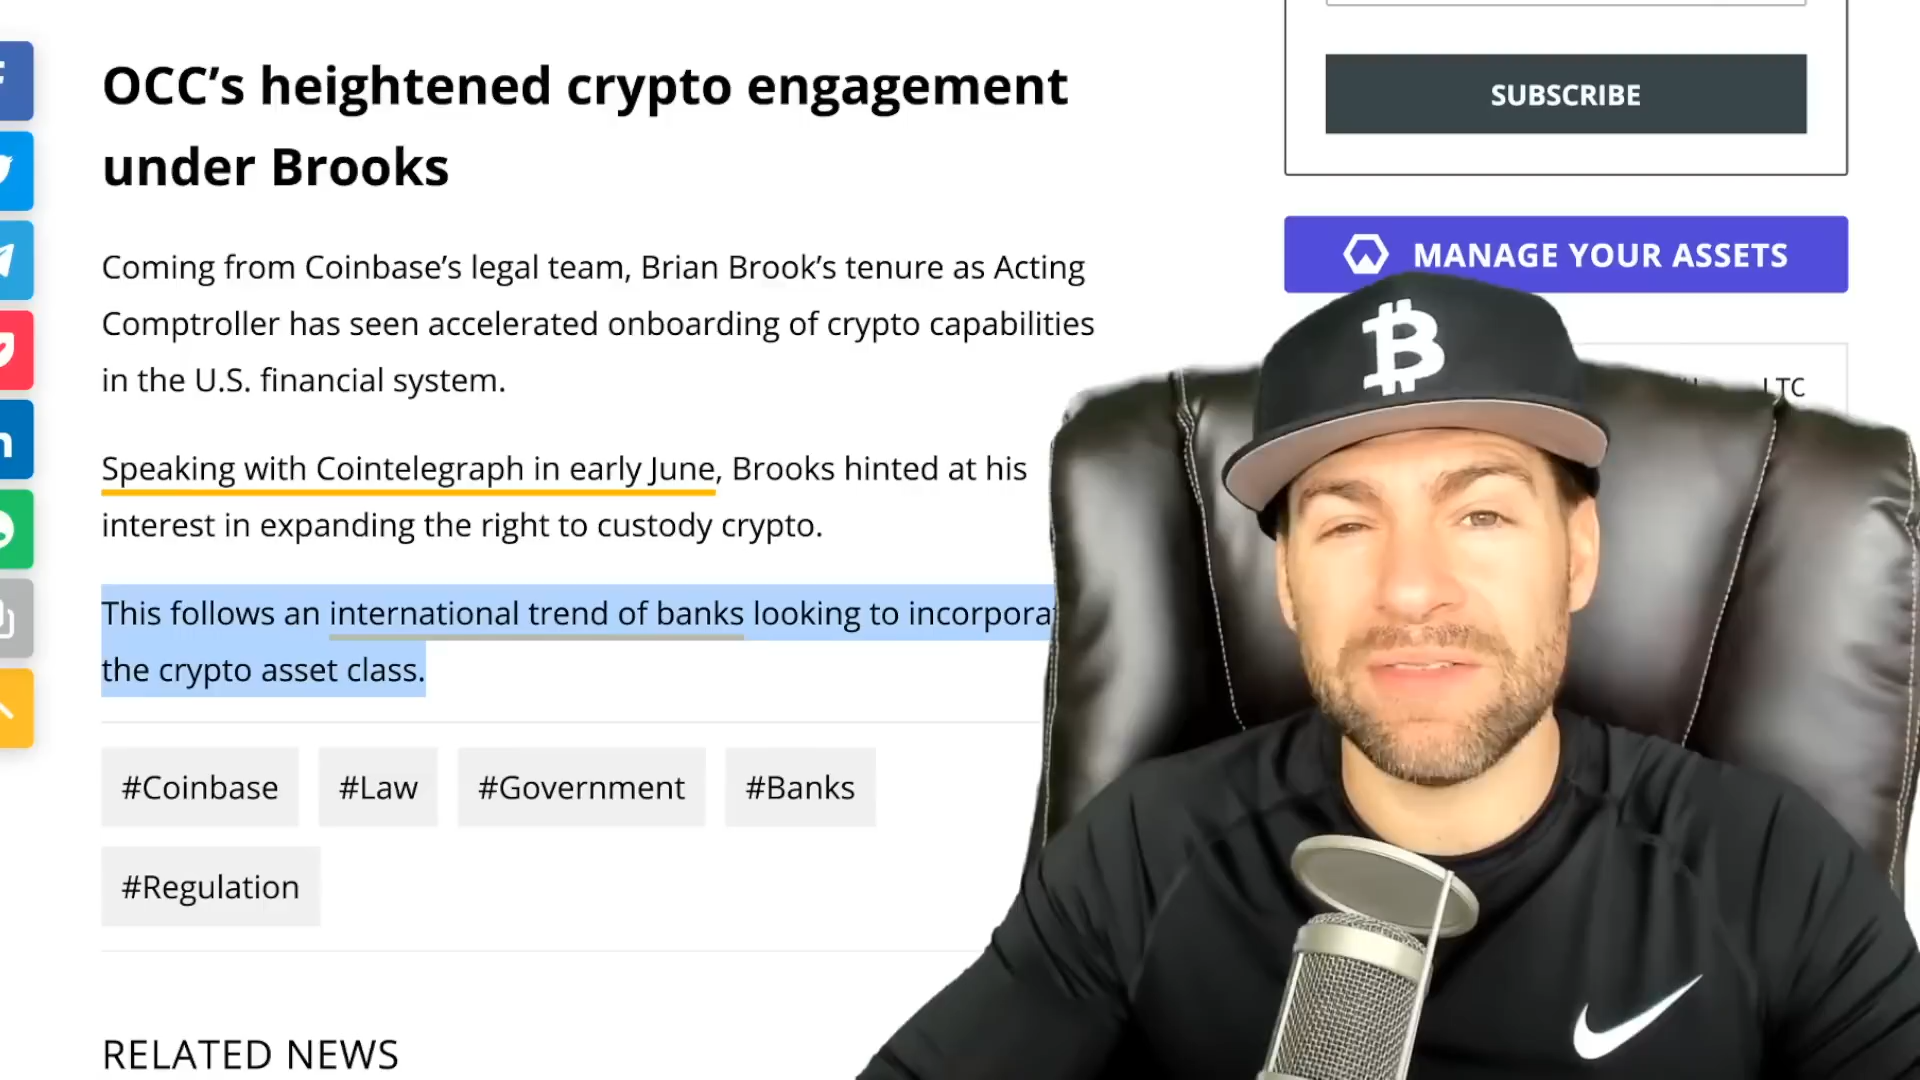 OCC’s heightened crypto engagement
under Brooks
Coming from Coinbase’s legal team, Brian Brook’s tenure as Acting
Comptroller has seen accelerated onboarding of crypto capabilities
in the U.S. financial system.
Speaking with Cointelegraph in early June, Brooks hinted at his
interest in expanding the right to custody crypto.
This follows an international trend of banks looking to incorpora
the crypto asset class.
#Coinbase #Law #Government #Banks
#Regulation
RELATED NEWS
SUBSCRIBE
MANAGE YOUR ASSETS
LTC